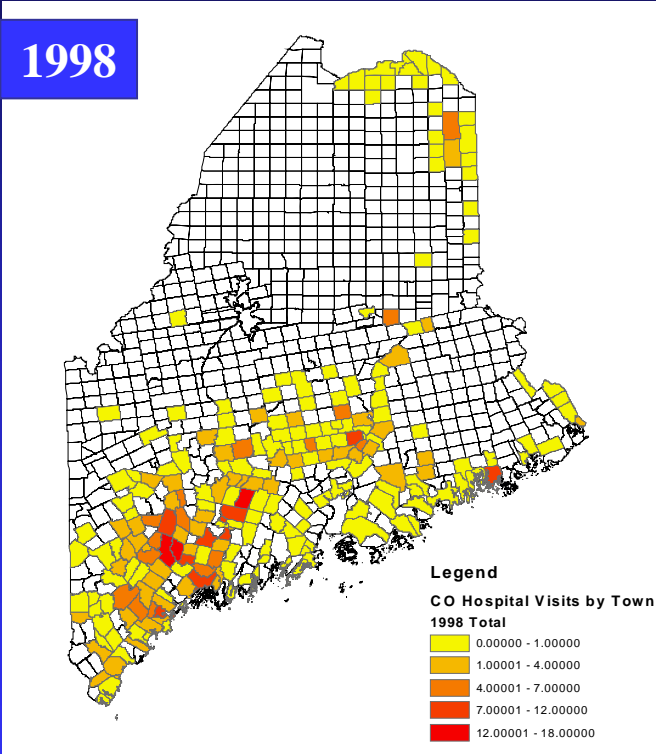 1998
Legend
CO Hospital Visits by Town
1998 Total
0.00000 - 1.00000
1.00001 - 4.00000
4.00001 - 7.00000
7.00001 - 12.00000
12.00001 - 18.00000